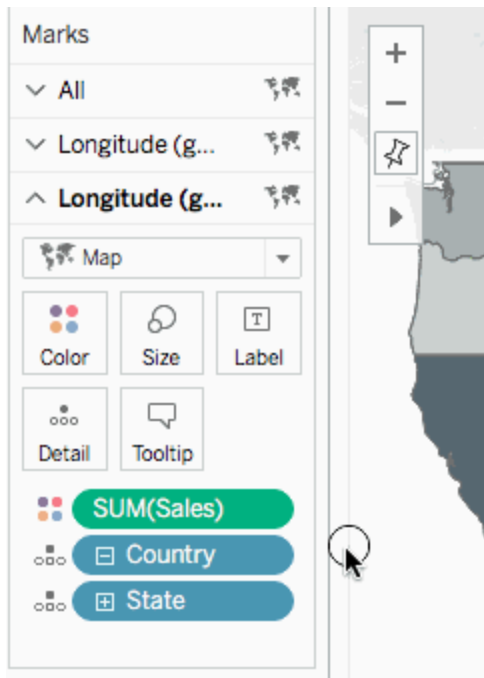 Marks
All
Longitude (g...
Longitude (g...
Map
Color Size Label
Detail Tooltip
SUM(Sales)
Country
State